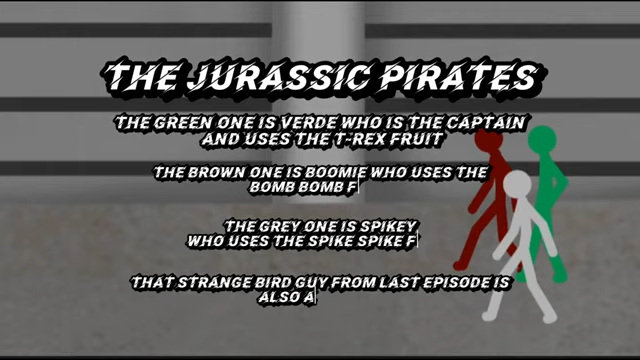 THE JURASSIC PIRATES
THE GREEN ONE IS VERDE WHO IS THE CAPTAIN
AND USES THE T-REX FRUIT
THE BROWN ONE IS BOOMIE WHO USES THE
BOMB BOMB F
THE GREY ONE IS SPIKEY
WHO USES THE SPIKE SPIKE F
THAT STRANGE BIRD GUY FROM LAST EPISODE IS
ALSO A